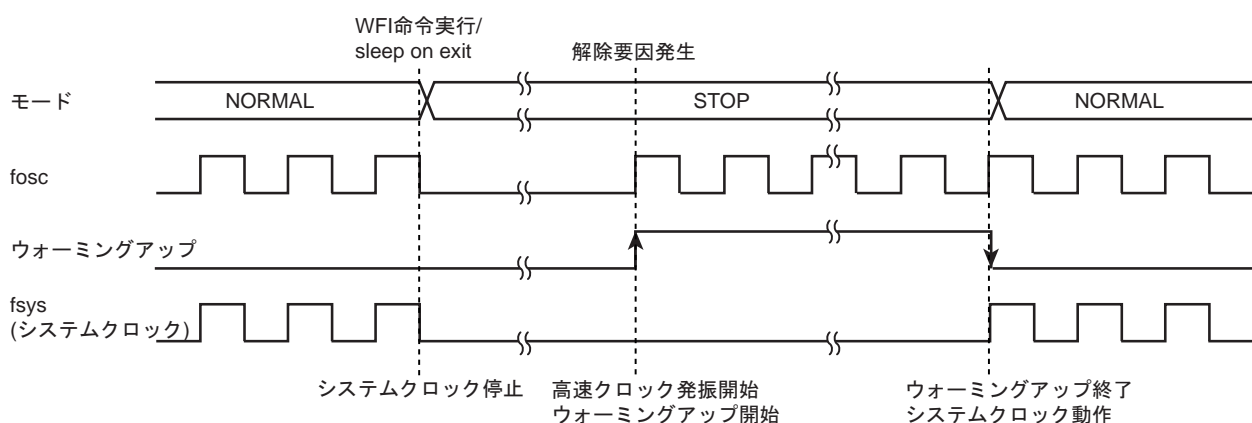 WFI命令実行/
sleep on exit
解除要因発生
モード
NORMAL
STOP
NORMAL
fosc
ウォーミングアップ
fsys
(システムクロック)
システムクロック停止
高速クロック発振開始
ウォーミングアップ開始
ウォーミングアップ終了
システムクロック動作